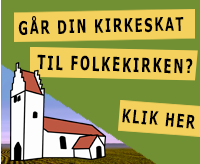 GÅR DIN KIRKESKAT
TIL FOLKEKIRKEN?
KLIK HER